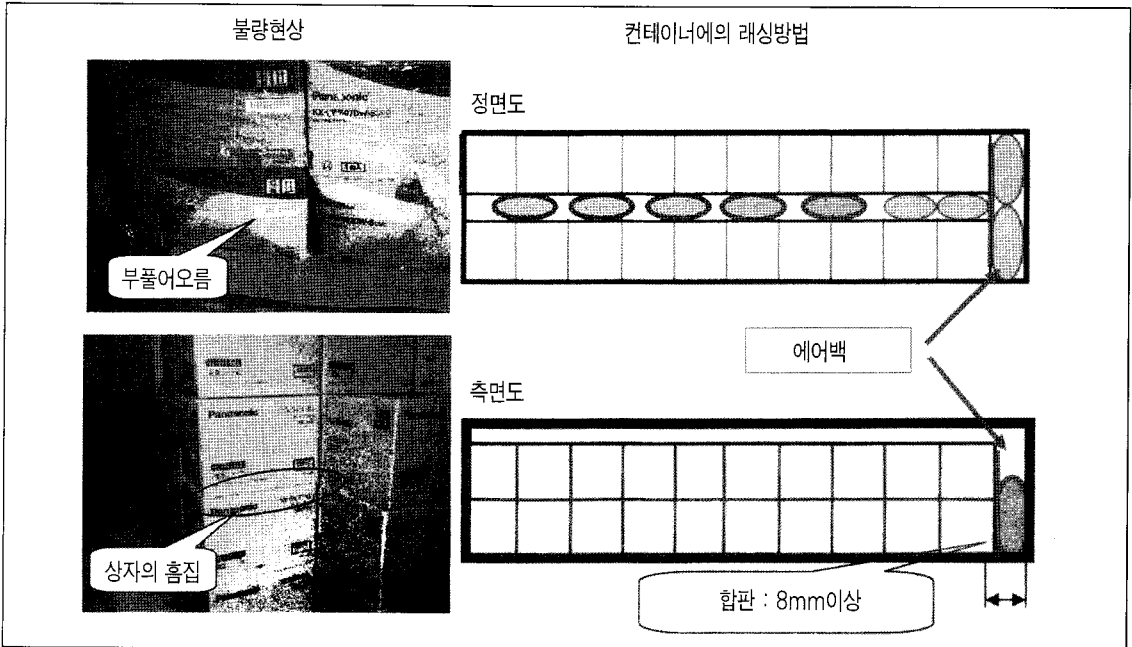 불량현상
컨테이너에의 래싱방법
Panasonic
부풀어오름
정면도
에어백
Panasonic
상자의 흠집
측면도
합판 : 8mm이상